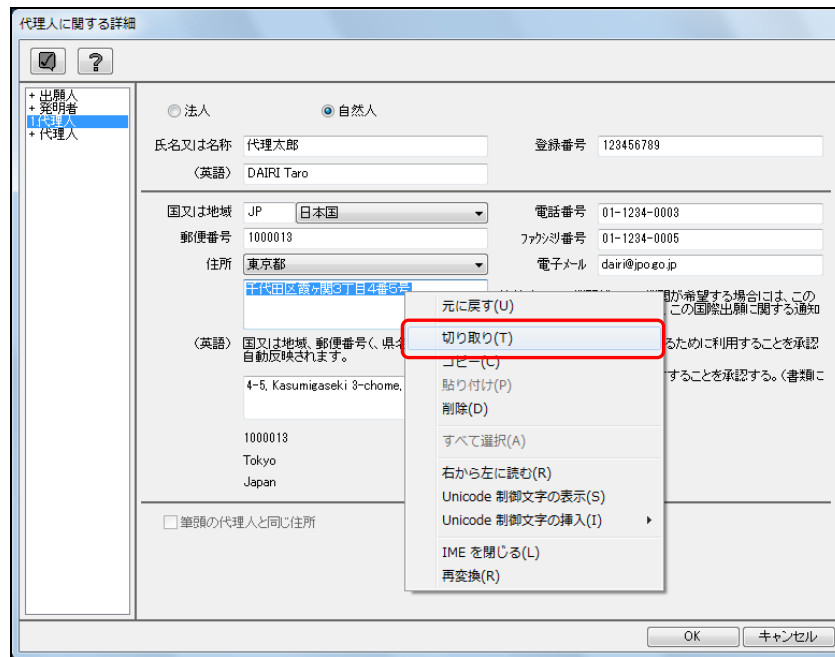 代理人に関する詳細
+ 出願人
+ 発明者
1.代理人
+ 代理人
法人
自然人
氏名又は名称 代理太郎
登録番号 123456789
(英語) DAIRI Taro
国又は地域 JP 日本国
電話番号 01-1234-0003
郵便番号 1000013
ファクシミリ番号 01-1234-0005
住所 東京都
電子メール dairi@jpo.go.jp
千代田区霞ヶ関3丁目4番5号
が希望する場合には、この
この国際出願に関する通知
(英語) 国又は地域、郵便番号(、県名
自動反映されます。
るために利用することを承認
することを承認する。(書類に
4-5, Kasumigaseki 3-chome,
1000013
Tokyo
Japan
筆頭の代理人と同じ住所
元に戻す(U)
切り取り(T)
コピー(C)
貼り付け(P)
削除(D)
すべて選択(A)
右から左に読む(R)
Unicode 制御文字の表示(S)
Unicode 制御文字の挿入(I)
IME を閉じる(L)
再変換(R)
OK
キャンセル